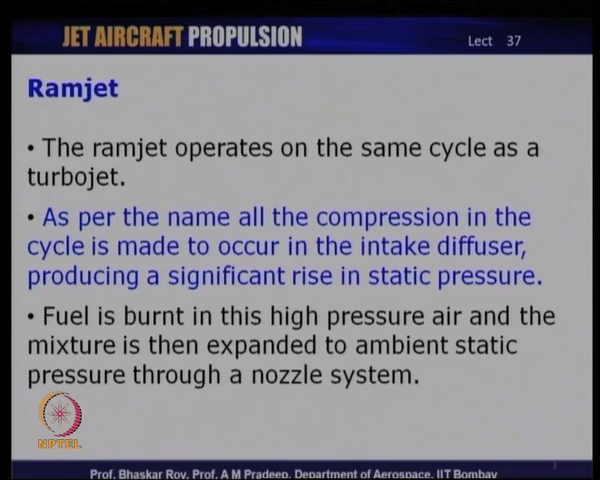 JET AIRCRAFT PROPULSION
Lect 37
Ramjet
• The ramjet operates on the same cycle as a
turbojet.
• As per the name all the compression in the
cycle is made to occur in the intake diffuser,
producing a significant rise in static pressure.
• Fuel is burnt in this high pressure air and the
mixture is then expanded to ambient static
pressure through a nozzle system.
NPTEL
3
Prof. Bhaskar Roy, Prof. A M Pradeep, Department of Aerospace, IIT Bombay